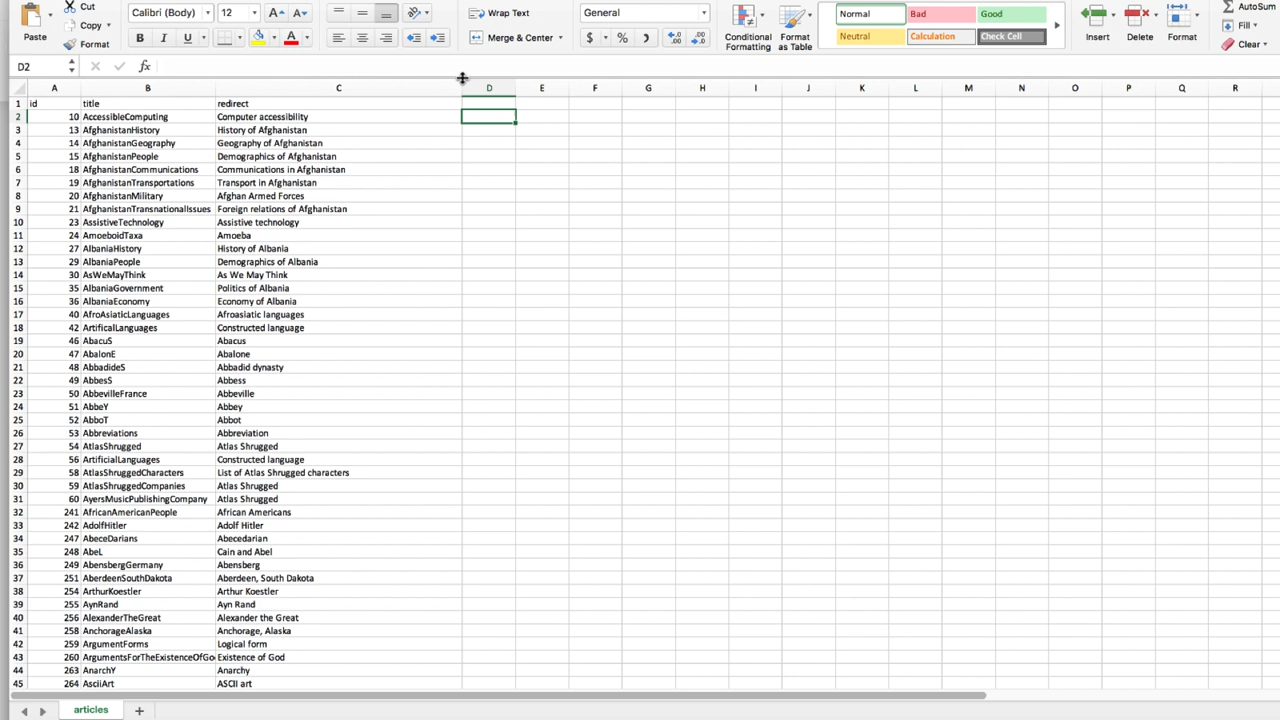 Cut
Calibri (Body) 12 A A
Wrap Text
General
Normal Bad Good
AutoSum
Copy
Fill
Paste Format
B I U A
Merge & Center
$ % )
Conditional Formatting
Format as Table
Neutral Calculation Check Cell
Insert Delete Format
Clear
D2 fx
A B C D E F G H I J K L M N O P Q R
1 id title redirect
2 10 AccessibleComputing Computer accessibility
3 13 AfghanistanHistory History of Afghanistan
4 14 AfghanistanGeography Geography of Afghanistan
5 15 AfghanistanPeople Demographics of Afghanistan
6 18 AfghanistanCommunications Communications in Afghanistan
7 19 AfghanistanTransportations Transport in Afghanistan
8 20 AfghanistanMilitary Afghan Armed Forces
9 21 AfghanistanTransnationalIssues Foreign relations of Afghanistan
10 23 AssistiveTechnology Assistive technology
11 24 AmoeboidTaxa Amoeba
12 27 AlbaniaHistory History of Albania
13 29 AlbaniaPeople Demographics of Albania
14 30 AsWeMayThink As We May Think
15 35 AlbaniaGovernment Politics of Albania
16 36 AlbaniaEconomy Economy of Albania
17 40 AfroAsiaticLanguages Afroasiatic languages
18 42 ArtificalLanguages Constructed language
19 46 AbacuS Abacus
20 47 AbalonE Abalone
21 48 AbbadideS Abbadid dynasty
22 49 AbbesS Abbess
23 50 AbbevilleFrance Abbeville
24 51 AbbeY Abbey
25 52 AbboT Abbot
26 53 Abbreviations Abbreviation
27 54 AtlasShrugged Atlas Shrugged
28 56 ArtificialLanguages Constructed language
29 58 AtlasShruggedCharacters List of Atlas Shrugged characters
30 59 AtlasShruggedCompanies Atlas Shrugged
31 60 AyersMusicPublishingCompany Atlas Shrugged
32 241 AfricanAmericanPeople African Americans
33 242 AdolfHitler Adolf Hitler
34 247 AbeceDarians Abecedarian
35 248 AbeL Cain and Abel
36 249 AbensbergGermany Abensberg
37 251 AberdeenSouthDakota Aberdeen, South Dakota
38 254 ArthurKoestler Arthur Koestler
39 255 AynRand Ayn Rand
40 256 AlexanderTheGreat Alexander the Great
41 258 AnchorageAlaska Anchorage, Alaska
42 259 ArgumentForms Logical form
43 260 ArgumentsForTheExistenceOfGo Existence of God
44 263 AnarchY Anarchy
45 264 AsciiArt ASCII art
articles +